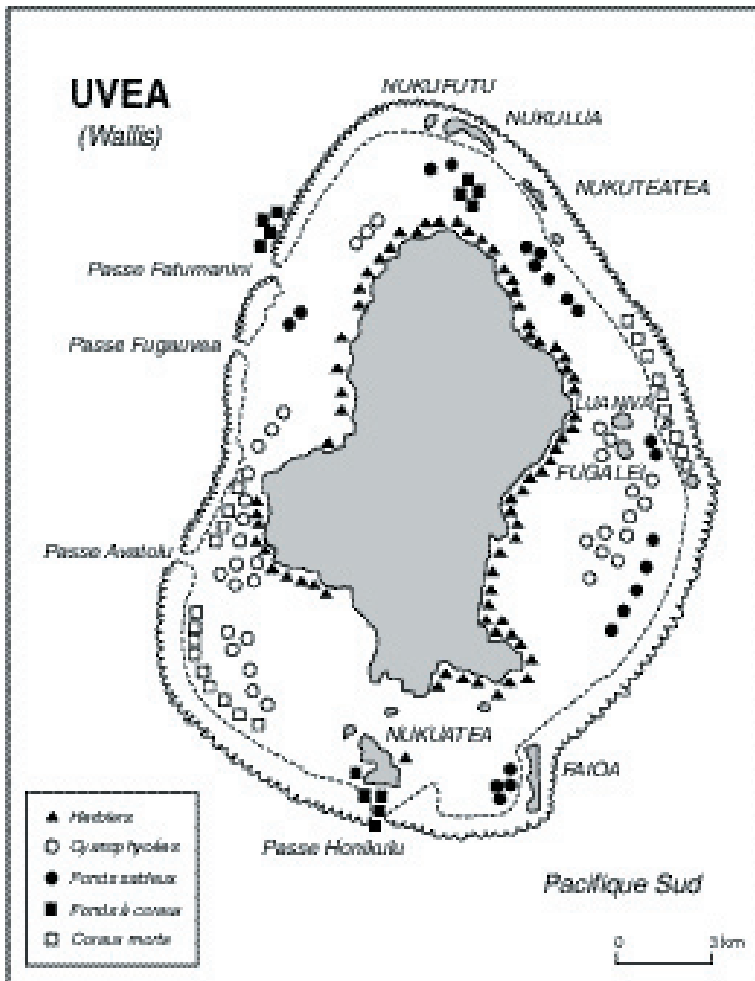 UVEA
(Wallis)
NUKUFUTU
NUKULUA
NUKUTEATEA
Passe Fatumanini
Passe Fugauvea
LUANIVA
FUGALEI
Passe Avatolu
NUKUATEA
FAIOA
Passe Honikulu
Herbiers
Cyanophycées
Fonds sableux
Fonds à coraux
Coraux morts
Pacifique Sud
0 3 km